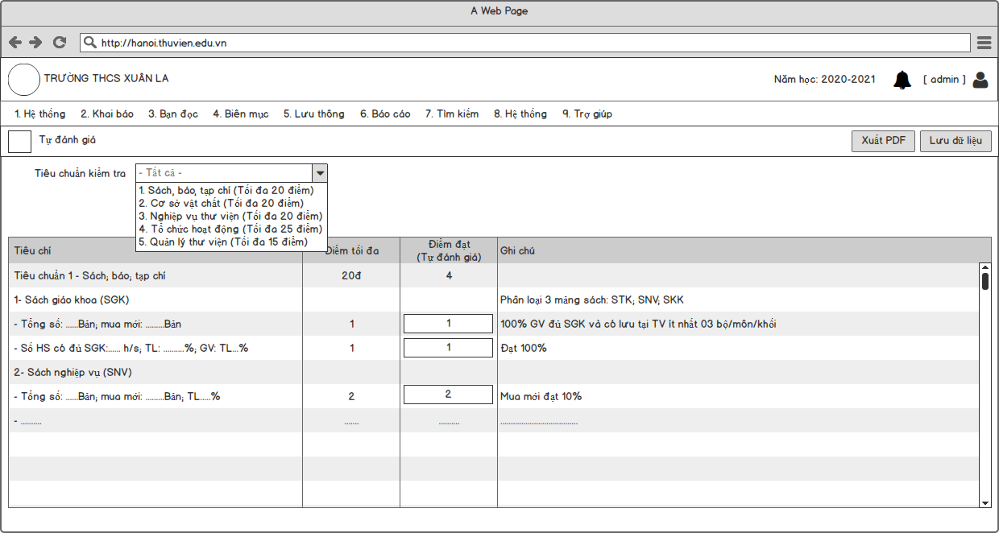 A Web Page
http://hanoi.thuvien.edu.vn
TRƯỜNG THCS XUÂN LA
Năm học: 2020-2021
[ admin ]
1. Hệ thống 2. Khai báo 3. Bạn đọc 4. Biên mục 5. Lưu thông 6. Báo cáo 7. Tìm kiếm 8. Hệ thống 9. Trợ giúp
Tự đánh giá
Xuất PDF
Lưu dữ liệu
Tiêu chuẩn kiểm tra
- Tất cả -
1. Sách, báo, tạp chí (Tối đa 20 điểm)
2. Cơ sở vật chất (Tối đa 20 điểm)
3. Nghiệp vụ thư viện (Tối đa 20 điểm)
4. Tổ chức hoạt động (Tối đa 25 điểm)
5. Quản lý thư viện (Tối đa 15 điểm)
Tiêu chí
Điểm tối đa
Điểm đạt
(Tự đánh giá)
Ghi chú
Tiêu chuẩn 1 - Sách; báo; tạp chí 20đ 4
1- Sách giáo khoa (SGK) Phân loại 3 mảng sách: STK; SNV; SKK
- Tổng số: ......Bản; mua mới: .........Bản 1 1 100% GV đủ SGK và có lưu tại TV ít nhất 03 bộ/môn/khối
- Số HS có đủ SGK:...... h/s; TL: ..........%; GV: TL...% 1 1 Đạt 100%
2- Sách nghiệp vụ (SNV)
- Tổng số: ......Bản; mua mới: .........Bản; TL.....% 2 2 Mua mới đạt 10%
- .......... ....... .......... .....................................